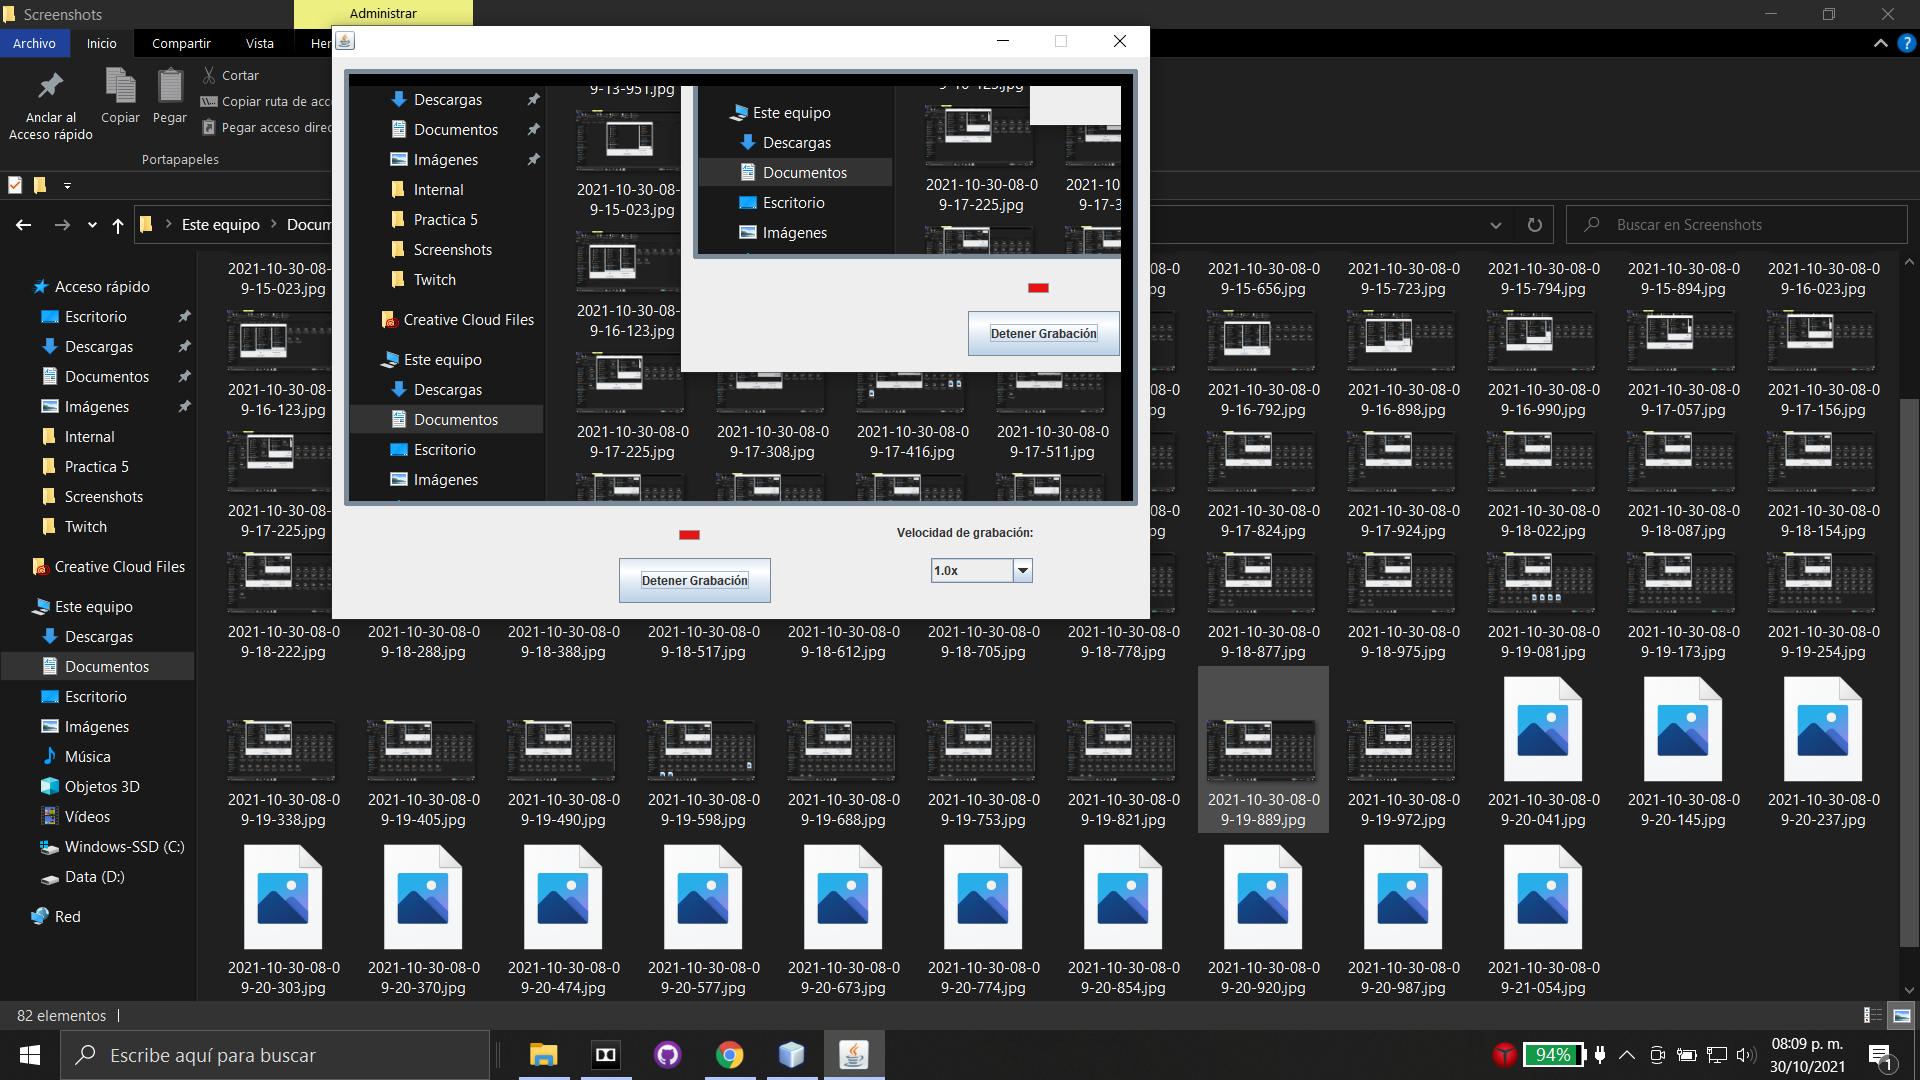 Screenshots
Administrar
Archivo
Inicio
Compartir
Vista
Her
Anclar al
Acceso rápido
Copiar
Pegar
Cortar
Copiar ruta de acc
Pegar acceso direc
Portapapeles
Este equipo
Docum
Buscar en Screenshots
Acceso rápido
Escritorio
Descargas
Documentos
Imágenes
Internal
Practica 5
Screenshots
Twitch
Creative Cloud Files
Este equipo
Descargas
Documentos
Escritorio
Imágenes
Música
Objetos 3D
Vídeos
Windows-SSD (C:)
Data (D:)
Red
Descargas
Documentos
Imágenes
Internal
Practica 5
Screenshots
Twitch
Creative Cloud Files
Este equipo
Descargas
Documentos
Escritorio
Imágenes
9-13-951.jpg
2021-10-30-08-
9-15-023.jpg
2021-10-30-08-
9-16-123.jpg
2021-10-30-08-0 2021-10-30-08-0 2021-10-30-08-0 2021-10-30-08-0
9-17-225.jpg 9-17-308.jpg 9-17-416.jpg 9-17-511.jpg
Este equipo
Descargas
Documentos
Escritorio
Imágenes
2021-10-30-08-0 2021-10
9-17-225.jpg 9-17-3
Detener Grabación
Detener Grabación
Velocidad de grabación:
1.0x
2021-10-30-08- -08-0 2021-10-30-08-0 2021-10-30-08-0 2021-10-30-08-0 2021-10-30-08-0 2021-10-30-08-0
9-15-023.jpg pg 9-15-656.jpg 9-15-723.jpg 9-15-794.jpg 9-15-894.jpg 9-16-023.jpg
2021-10-30-08- -08-0 2021-10-30-08-0 2021-10-30-08-0 2021-10-30-08-0 2021-10-30-08-0 2021-10-30-08-0
9-16-123.jpg pg 9-16-792.jpg 9-16-898.jpg 9-16-990.jpg 9-17-057.jpg 9-17-156.jpg
2021-10-30-08- -08-0 2021-10-30-08-0 2021-10-30-08-0 2021-10-30-08-0 2021-10-30-08-0 2021-10-30-08-0
9-17-225.jpg pg 9-17-824.jpg 9-17-924.jpg 9-18-022.jpg 9-18-087.jpg 9-18-154.jpg
2021-10-30-08-0 2021-10-30-08-0 2021-10-30-08-0 2021-10-30-08-0 2021-10-30-08-0 2021-10-30-08-0 2021-10-30-08-0 2021-10-30-08-0 2021-10-30-08-0 2021-10-30-08-0 2021-10-30-08-0 2021-10-30-08-0
9-18-222.jpg 9-18-288.jpg 9-18-388.jpg 9-18-517.jpg 9-18-612.jpg 9-18-705.jpg 9-18-778.jpg 9-18-877.jpg 9-18-975.jpg 9-19-081.jpg 9-19-173.jpg 9-19-254.jpg
2021-10-30-08-0 2021-10-30-08-0 2021-10-30-08-0 2021-10-30-08-0 2021-10-30-08-0 2021-10-30-08-0 2021-10-30-08-0 2021-10-30-08-0 2021-10-30-08-0 2021-10-30-08-0 2021-10-30-08-0 2021-10-30-08-0
9-19-338.jpg 9-19-405.jpg 9-19-490.jpg 9-19-598.jpg 9-19-688.jpg 9-19-753.jpg 9-19-821.jpg 9-19-889.jpg 9-19-972.jpg 9-20-041.jpg 9-20-145.jpg 9-20-237.jpg
2021-10-30-08-0 2021-10-30-08-0 2021-10-30-08-0 2021-10-30-08-0 2021-10-30-08-0 2021-10-30-08-0 2021-10-30-08-0 2021-10-30-08-0 2021-10-30-08-0 2021-10-30-08-0
9-20-303.jpg 9-20-370.jpg 9-20-474.jpg 9-20-577.jpg 9-20-673.jpg 9-20-774.jpg 9-20-854.jpg 9-20-920.jpg 9-20-987.jpg 9-21-054.jpg
82 elementos
Escribe aquí para buscar
94%
08:09 p. m.
30/10/2021
1